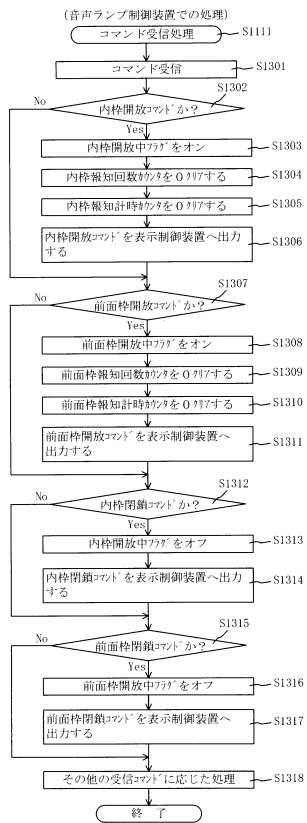 (音声ランプ制御装置での処理)
コマンド受信処理 S1111
コマンド受信 S1301
S1302
No 内枠開放コマンドか?
Yes
内枠開放中フラグをオン S1303
内枠報知回数カウンタを0クリアする S1304
内枠報知計時カウンタを0クリアする S1305
内枠開放コマンドを表示制御装置へ出力
する S1306
S1307
No 前面枠開放コマンドか?
Yes
前面枠開放中フラグをオン S1308
前面枠報知回数カウンタを0クリアする S1309
前面枠報知計時カウンタを0クリアする S1310
前面枠開放コマンドを表示制御装置へ
出力する S1311
S1312
No 内枠閉鎖コマンドか?
Yes
内枠開放中フラグをオフ S1313
内枠閉鎖コマンドを表示制御装置へ出力
する S1314
S1315
No 前面枠閉鎖コマンドか?
Yes
前面枠開放中フラグをオフ S1316
前面枠閉鎖コマンドを表示制御装置へ
出力する S1317
その他の受信コマンドに応じた処理 S1318
終了